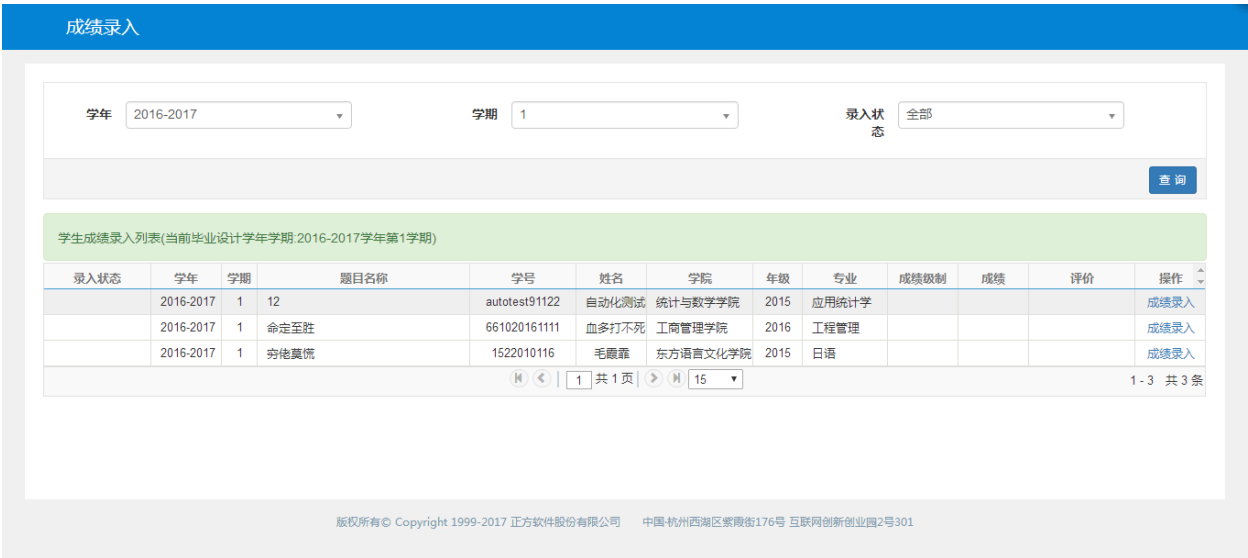 成绩录入
学年 2016-2017 学期 1 录入状态 全部
查 询
学生成绩录入列表(当前毕业设计学年学期:2016-2017学年第1学期)
录入状态 学年 学期 题目名称 学号 姓名 学院 年级 专业 成绩级制 成绩 评价 操作
2016-2017 1 12 autotest91122 自动化测试 统计与数学学院 2015 应用统计学 成绩录入
2016-2017 1 命定至胜 661020161111 血多打不死 工商管理学院 2016 工程管理 成绩录入
2016-2017 1 穷佬莫慌 1522010116 毛霞霏 东方语言文化学院 2015 日语 成绩录入
1 共 1 页 15 1 - 3 共 3 条
版权所有© Copyright 1999-2017 正方软件股份有限公司 中国·杭州西湖区紫霞街176号 互联网创新创业园2号301